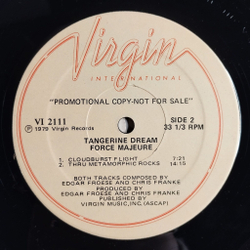 Virgin
INTERNATIONAL
"PROMOTIONAL COPY-NOT FOR SALE"
VI 2111
℗ 1979 Virgin Records
SIDE 2
33 1/3 RPM
TANGERINE DREAM
FORCE MAJEURE
1. CLOUDBURST FLIGHT 7:21
2. THRU METAMORPHIC ROCKS 14:15
BOTH TRACKS COMPOSED BY
EDGAR FROESE AND CHRIS FRANKE
PRODUCED BY
EDGAR FROESE AND CHRIS FRANKE
PUBLISHED BY
VIRGIN MUSIC, INC. (ASCAP)